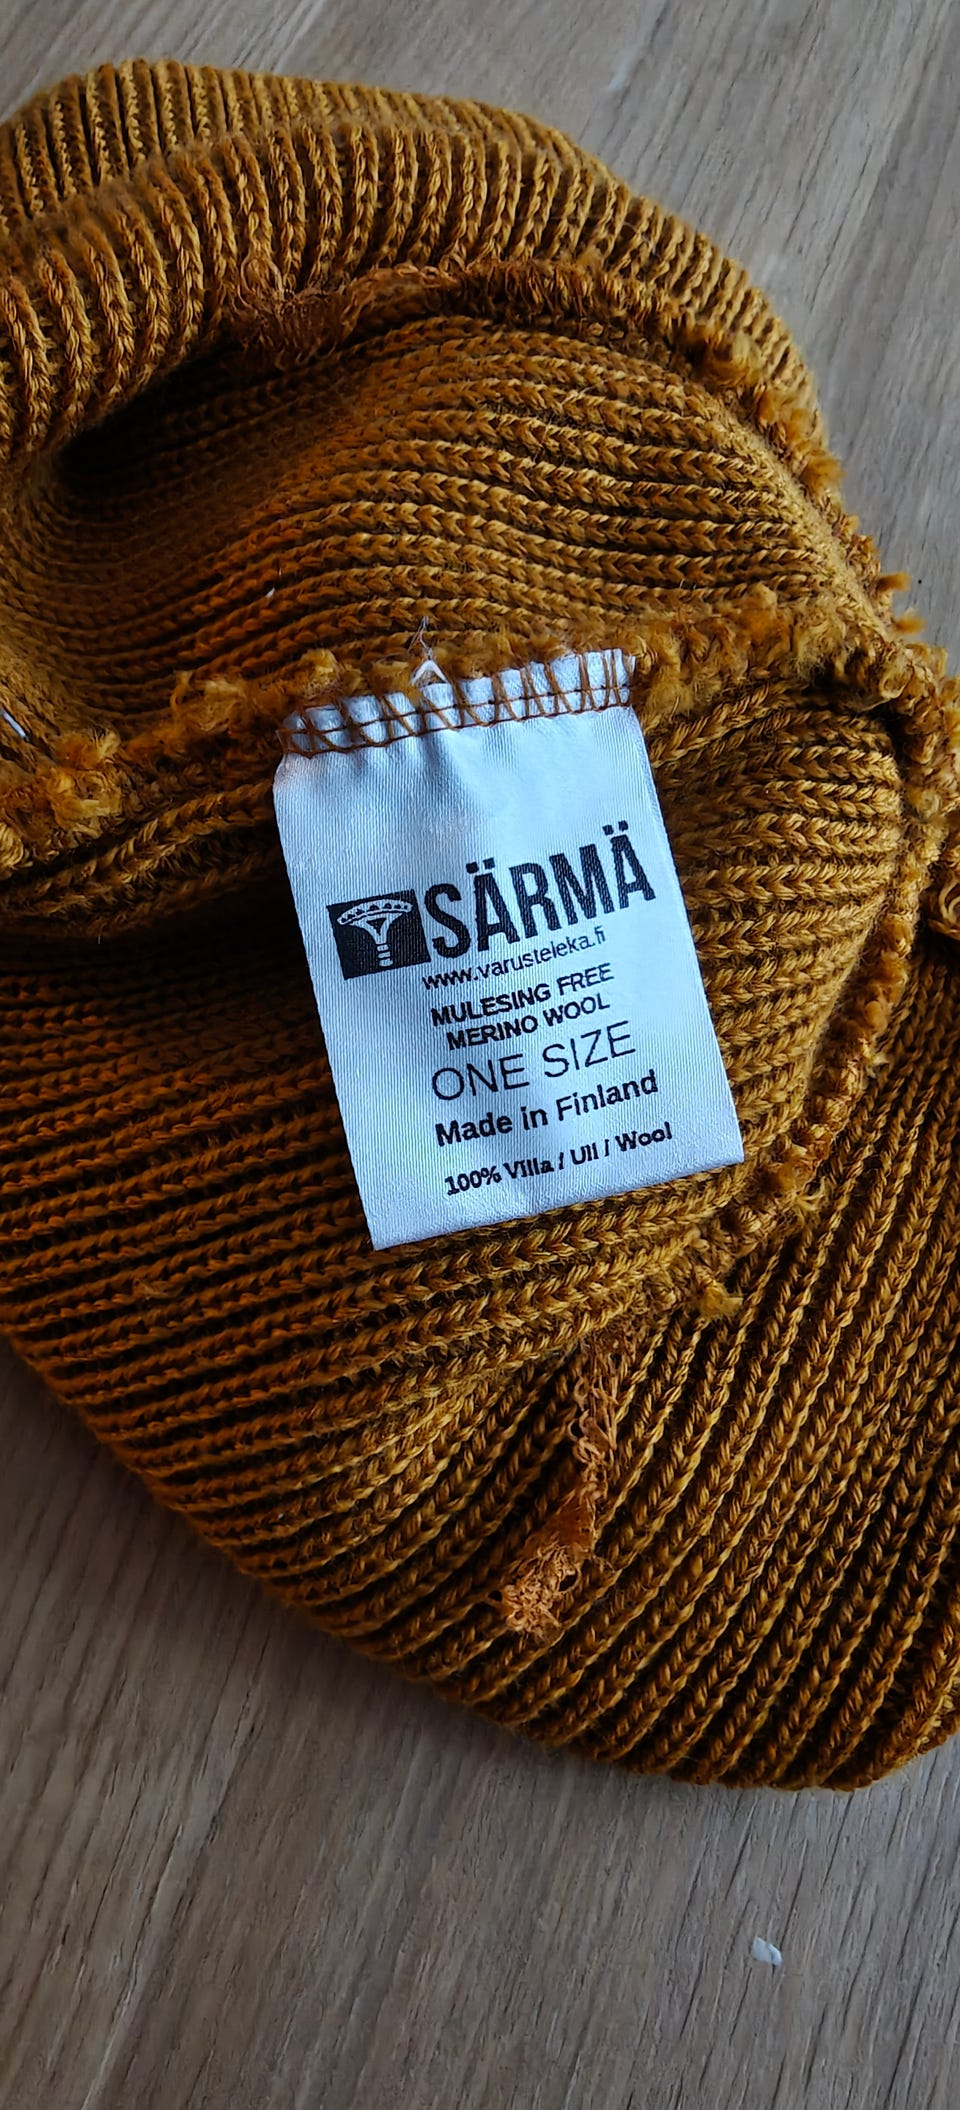 SÄRMÄ
www.varusteleka.fi
MULESING FREE
MERINO WOOL
ONE SIZE
Made in Finland
100% Villa / Ull / Wool